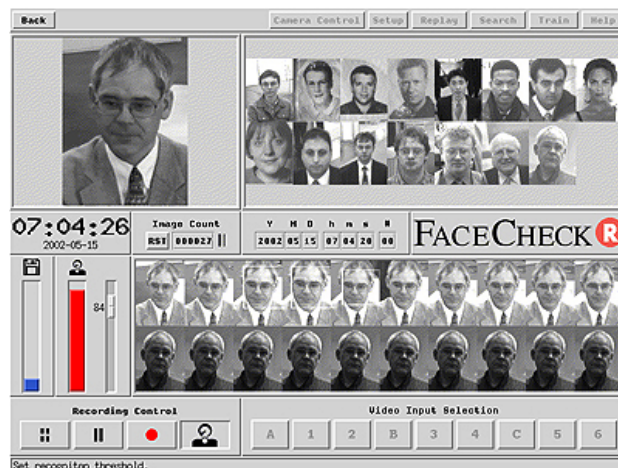 Back
Camera Control Setup Replay Search Train Help
07:04:26
2002-05-15
Image Count
RST 000027
Y M D h m s
2002 05 15 07 04 20 00
FACECHECK R
84
Recording Control
Video Input Selection
A 1 2 B 3 4 C 5 6
Set recognition threshold.